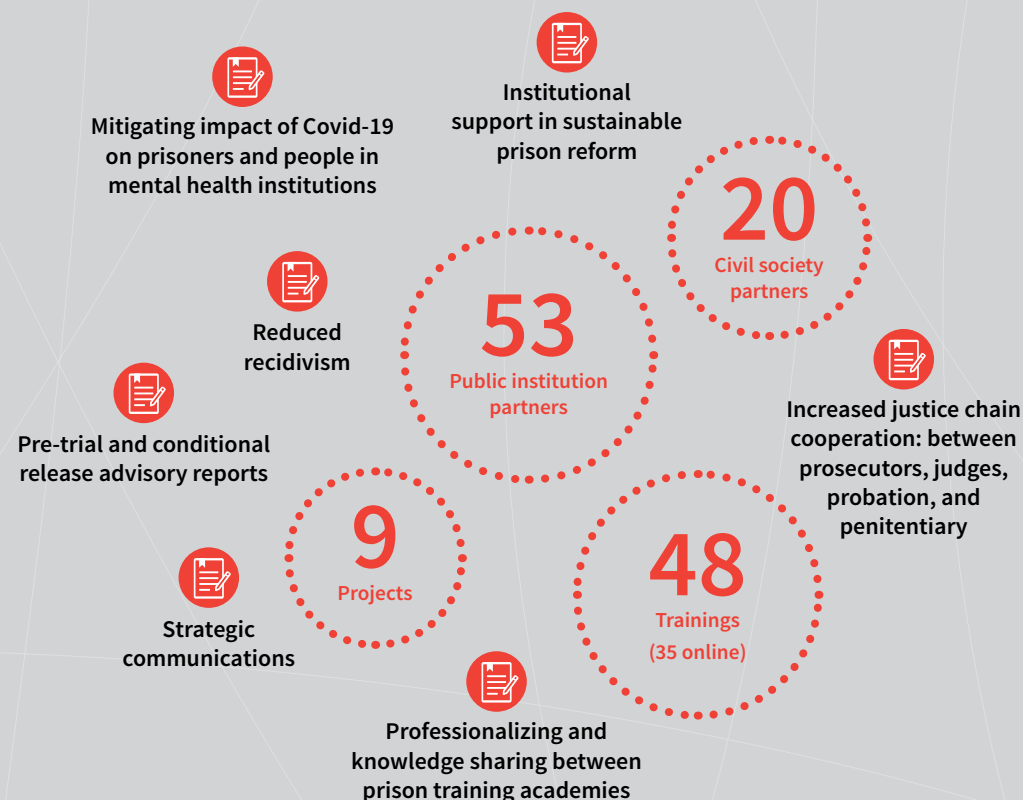 Mitigating impact of Covid-19
on prisoners and people in
mental health institutions
Institutional
support in sustainable
prison reform
20
Civil society
partners
Reduced
recidivism
53
Public institution
partners
Increased justice chain
cooperation: between
prosecutors, judges,
probation, and
penitentiary
Pre-trial and conditional
release advisory reports
9
Projects
48
Trainings
(35 online)
Strategic
communications
Professionalizing and
knowledge sharing between
prison training academies